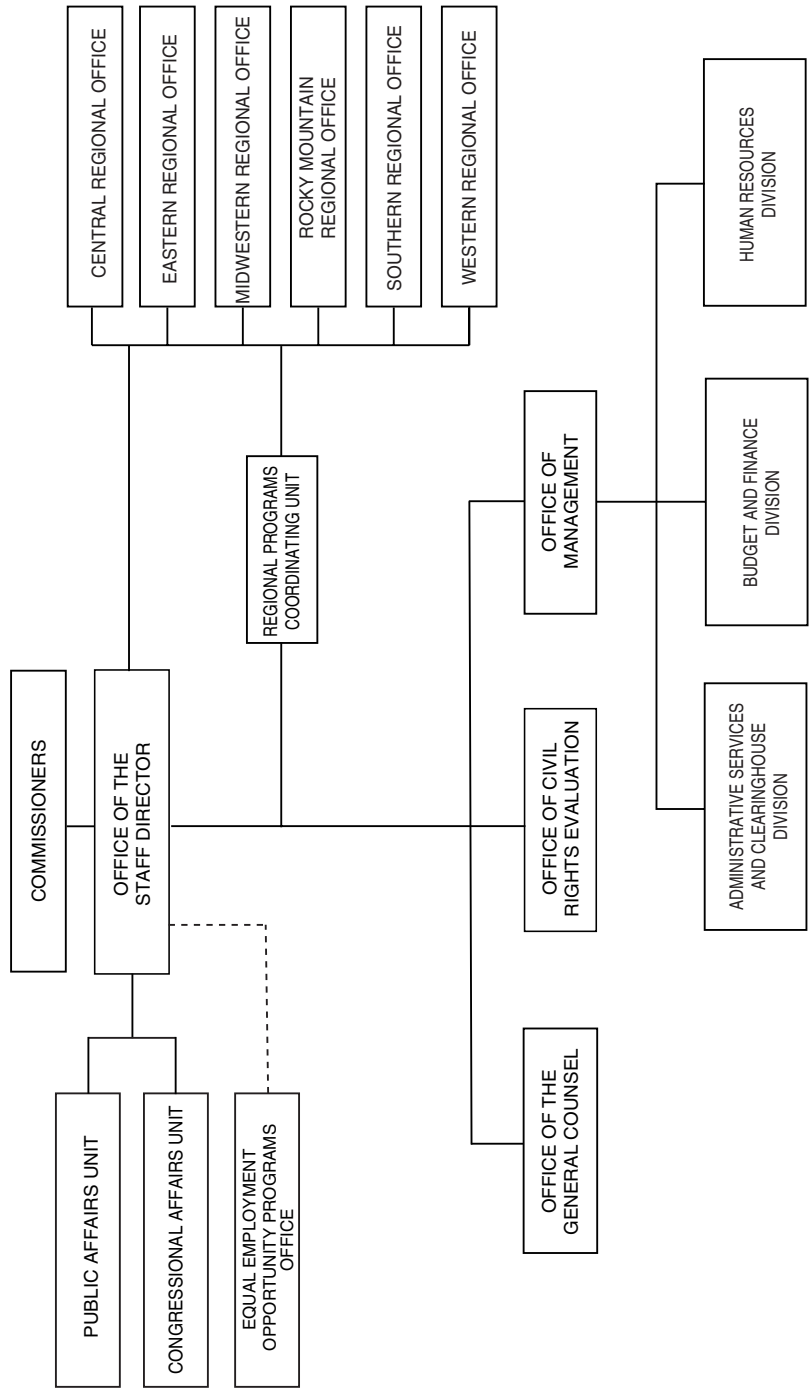 COMMISSIONERS
OFFICE OF THE
STAFF DIRECTOR
PUBLIC AFFAIRS UNIT
CONGRESSIONAL AFFAIRS UNIT
EQUAL EMPLOYMENT
OPPORTUNITY PROGRAMS
OFFICE
CENTRAL REGIONAL OFFICE
EASTERN REGIONAL OFFICE
MIDWESTERN REGIONAL OFFICE
ROCKY MOUNTAIN
REGIONAL OFFICE
SOUTHERN REGIONAL OFFICE
WESTERN REGIONAL OFFICE
REGIONAL PROGRAMS
COORDINATING UNIT
OFFICE OF THE
GENERAL COUNSEL
OFFICE OF CIVIL
RIGHTS EVALUATION
OFFICE OF
MANAGEMENT
ADMINISTRATIVE SERVICES
AND CLEARINGHOUSE
DIVISION
BUDGET AND FINANCE
DIVISION
HUMAN RESOURCES
DIVISION